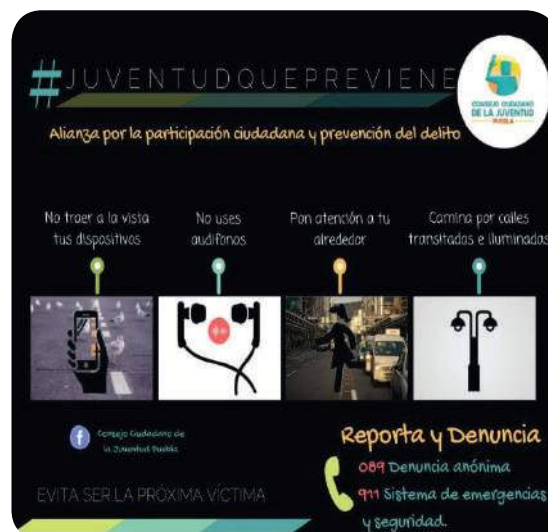 #JUVENTUDQUEPREVIENE
CONSEJO CIUDADANO
DE LA JUVENTUD
PUEBLA
Alianza por la participación ciudadana y prevención del delito
No traer a la vista
tus dispositivos
No uses
audífonos
Pon atención a tu
alrededor
Camina por calles
transitadas e iluminadas
f
Consejo Ciudadano de
la Juventud Puebla
Reporta y Denuncia
089 Denuncia anónima
911 Sistema de emergencias
y seguridad.
EVITA SER LA PRÓXIMA VÍCTIMA